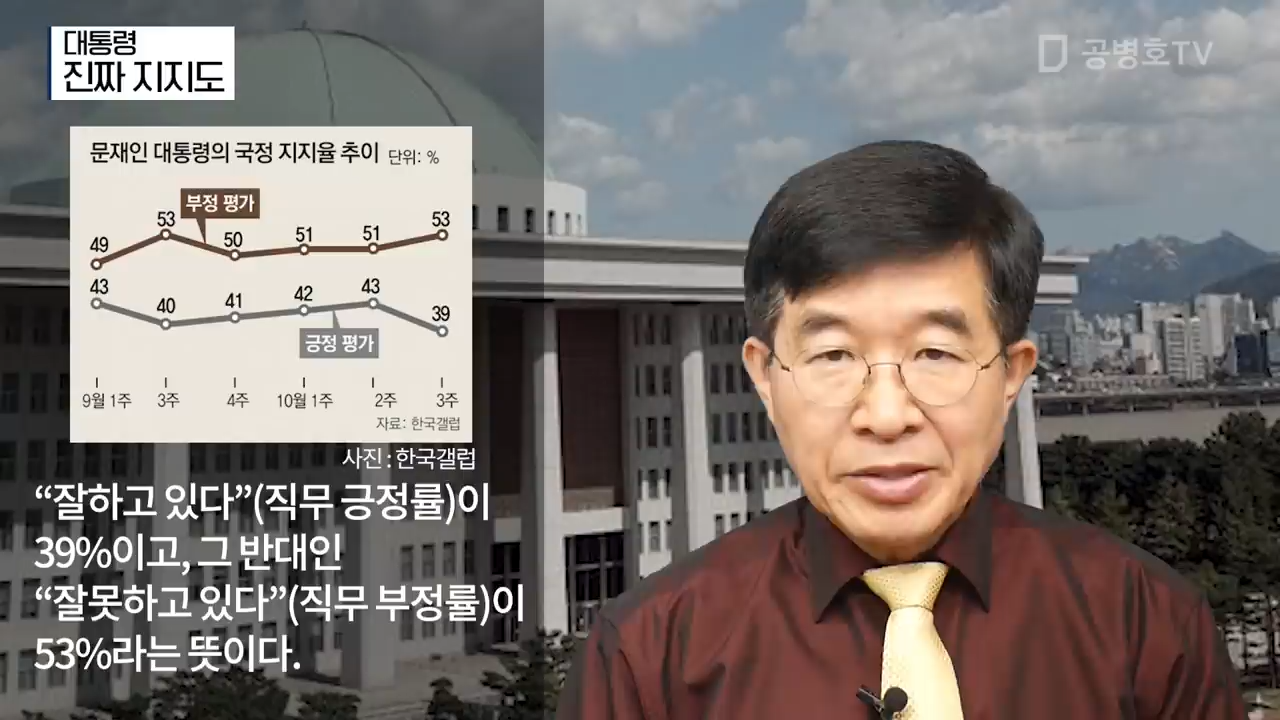 대통령
진짜 지지도
공병호TV
문재인 대통령의 국정 지지율 추이 단위: %
부정 평가
49 53 50 51 51 53
43 40 41 42 43 39
긍정 평가
9월 1주 3주 4주 10월 1주 2주 3주
자료: 한국갤럽
사진 : 한국갤럽
“잘하고 있다”(직무 긍정률)이
39%이고, 그 반대인
“잘못하고 있다”(직무 부정률)이
53%라는 뜻이다.